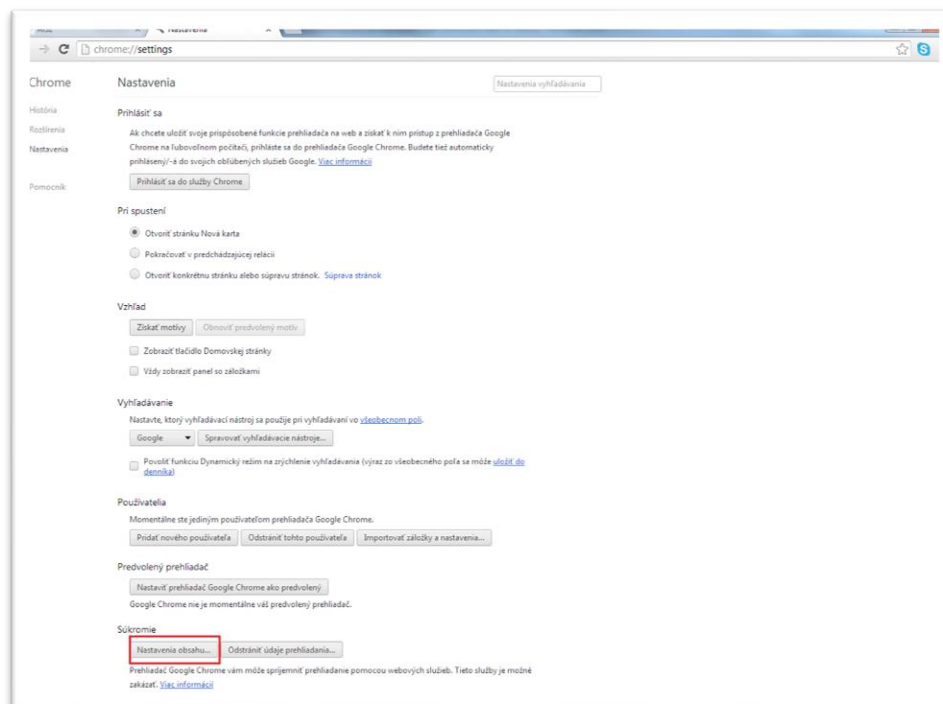 Nastavenia
chrome://settings
Chrome
Nastavenia
Nastavenia vyhľadávania
História
Rozšírenia
Nastavenia
Pomocník
Prihlásiť sa
Ak chcete uložiť svoje prispôsobené funkcie prehliadača na web a získať k nim prístup z prehliadača Google
Chrome na ľubovoľnom počítači, prihláste sa do prehliadača Google Chrome. Budete tiež automaticky
prihlásený/-á do svojich obľúbených služieb Google. Viac informácií
Prihlásiť sa do služby Chrome
Pri spustení
Otvoriť stránku Nová karta
Pokračovať v predchádzajúcej relácii
Otvoriť konkrétnu stránku alebo súpravu stránok. Súprava stránok
Vzhľad
Získať motívy Obnoviť predvolený motív
Zobraziť tlačidlo Domovskej stránky
Vždy zobraziť panel so záložkami
Vyhľadávanie
Nastavte, ktorý vyhľadávací nástroj sa použije pri vyhľadávaní vo všeobecnom poli.
Google Spravovať vyhľadávacie nástroje...
Povoliť funkciu Dynamický režim na zrýchlenie vyhľadávania (výraz zo všeobecného poľa sa môže uložiť do
denníka)
Používatelia
Momentálne ste jediným používateľom prehliadača Google Chrome.
Pridať nového používateľa Odstrániť tohto používateľa Importovať záložky a nastavenia...
Predvolený prehliadač
Nastaviť prehliadač Google Chrome ako predvolený
Google Chrome nie je momentálne váš predvolený prehliadač.
Súkromie
Nastavenia obsahu... Odstrániť údaje prehliadania...
Prehliadač Google Chrome vám môže spríjemniť prehliadanie pomocou webových služieb. Tieto služby je možné
zakázať. Viac informácií